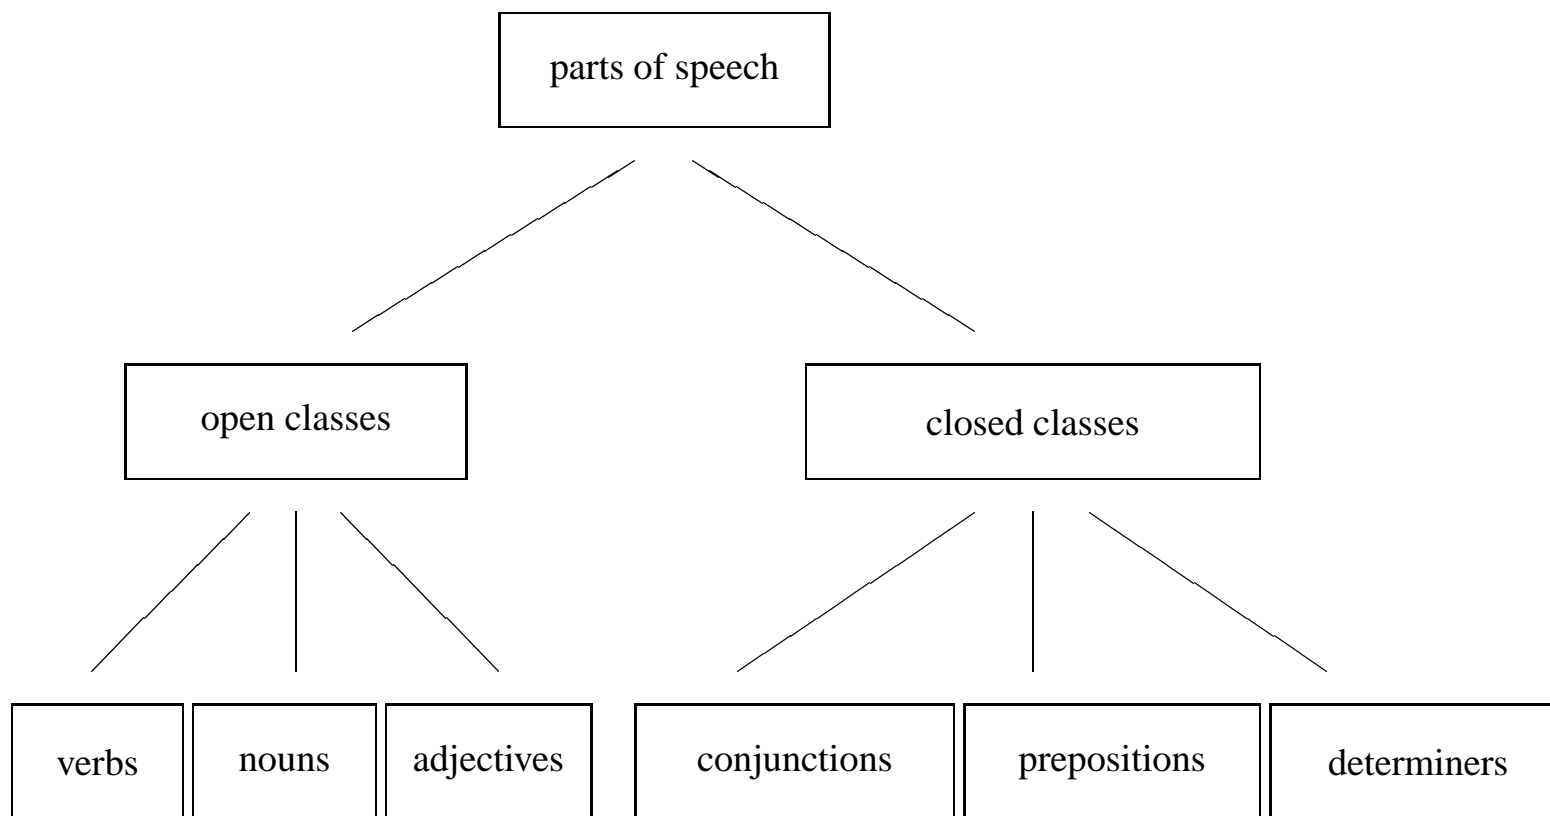 parts of speech
open classes
closed classes
verbs
nouns
adjectives
conjunctions
prepositions
determiners